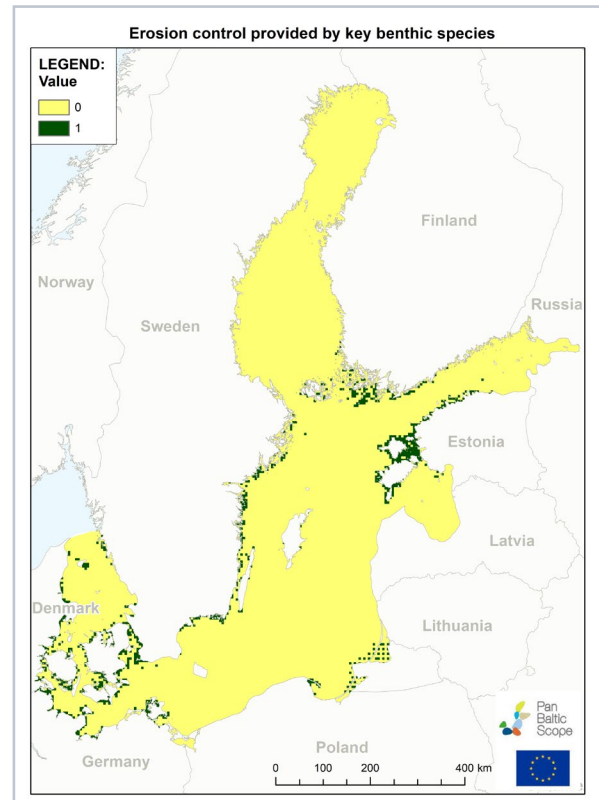 Erosion control provided by key benthic species
LEGEND:
Value
0
1
Finland
Norway
Russia
Sweden
Estonia
Latvia
Denmark
Lithuania
Pan
Baltic
Scope
Germany
Poland
0 100 200 400 km